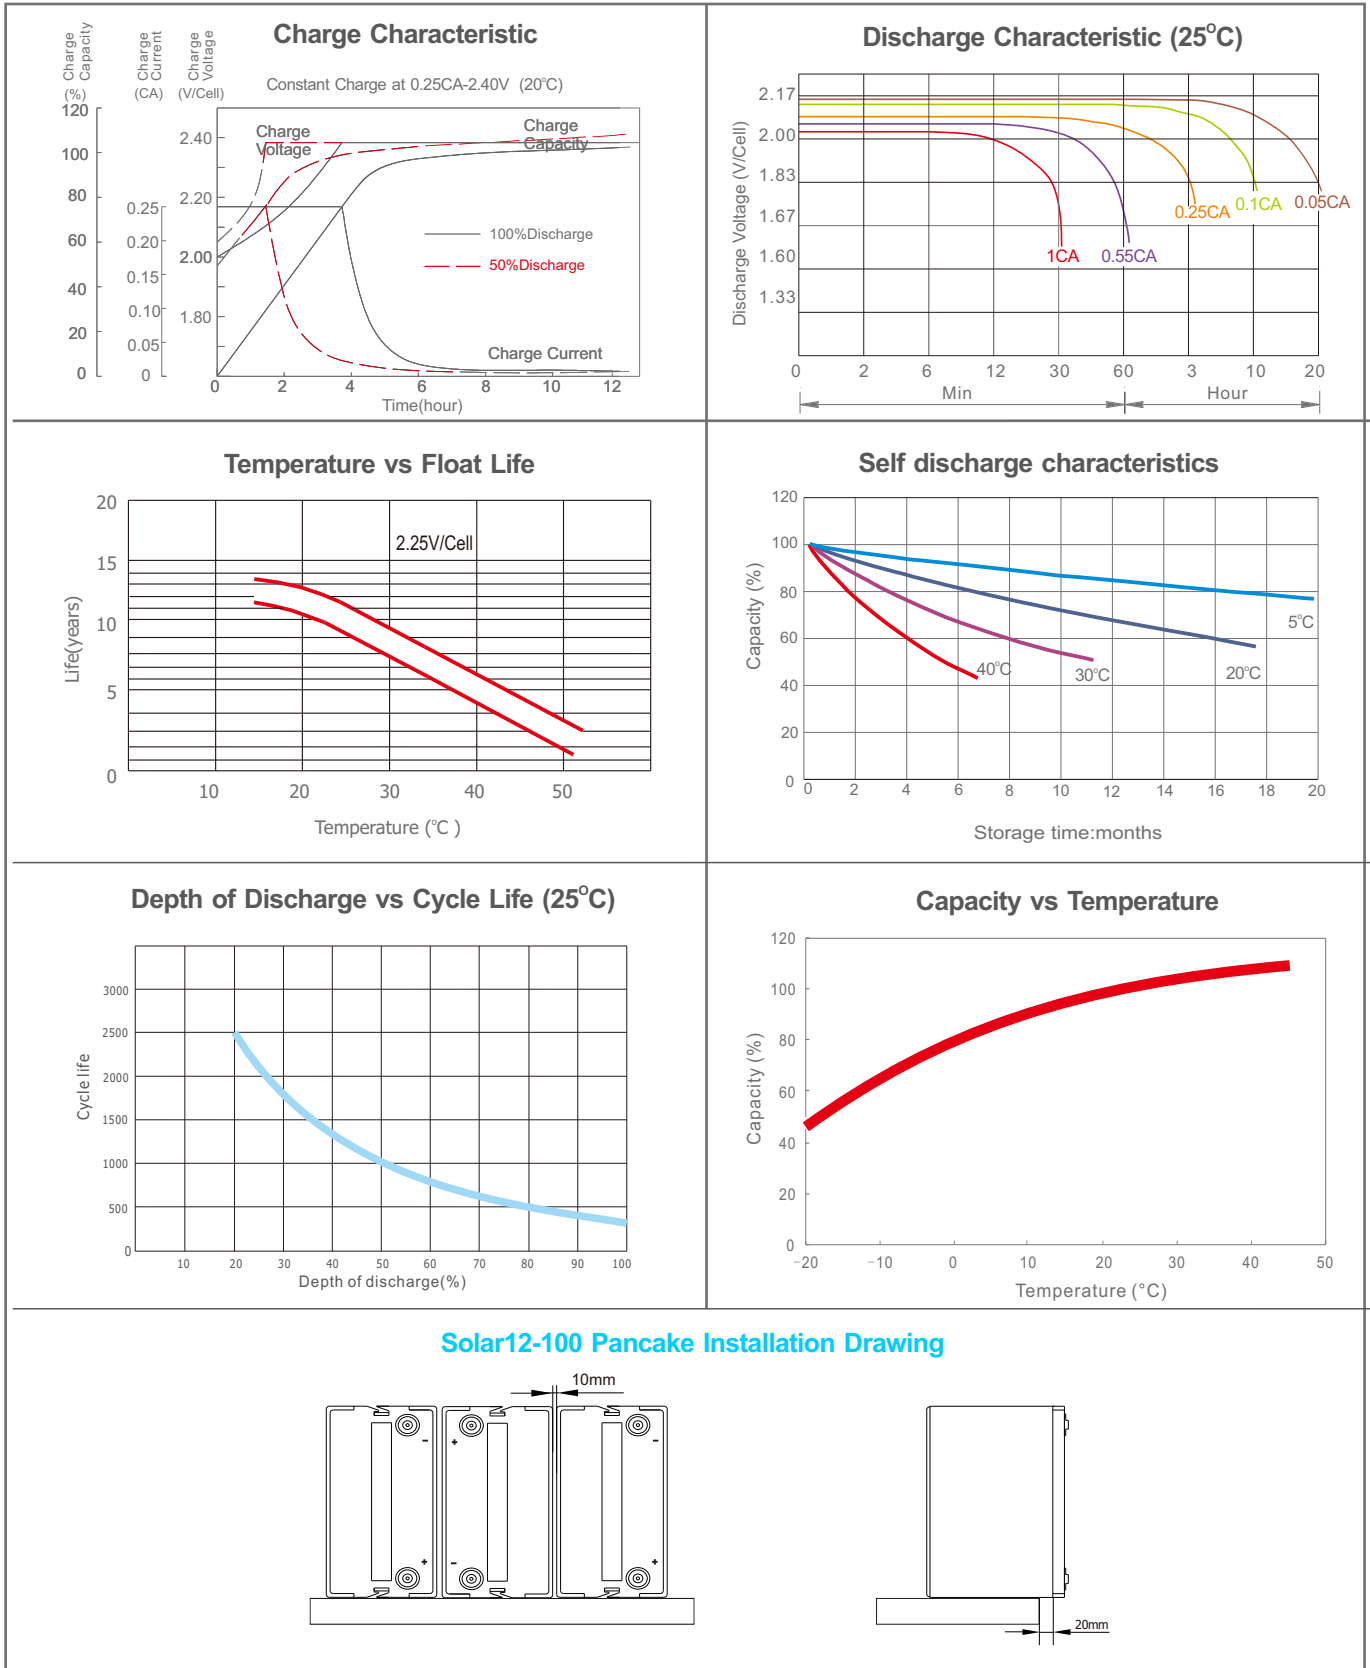 Charge Characteristic
Charge
Capacity
(%)
Charge
Current
(CA)
Charge
Voltage
(V/Cell)
Constant Charge at 0.25CA-2.40V (20°C)
120
100
80
60
40
20
0
0.25
0.20
0.15
0.10
0.05
0
2.40
2.20
2.00
1.80
Charge
Voltage
Charge
Capacity
100%Discharge
50%Discharge
Charge Current
0 2 4 6 8 10 12
Time(hour)
Discharge Characteristic (25°C)
Discharge Voltage (V/Cell)
2.17
2.00
1.83
1.67
1.60
1.33
1CA
0.55CA
0.25CA
0.1CA
0.05CA
0 2 6 12 30 60 3 10 20
Min Hour
Temperature vs Float Life
Life(years)
20
15
10
5
0
2.25V/Cell
10 20 30 40 50
Temperature (°C )
Self discharge characteristics
Capacity (%)
120
100
80
60
40
20
0
5°C
20°C
30°C
40°C
0 2 4 6 8 10 12 14 16 18 20
Storage time:months
Depth of Discharge vs Cycle Life (25°C)
Cycle life
3000
2500
2000
1500
1000
500
0
10 20 30 40 50 60 70 80 90 100
Depth of discharge(%)
Capacity vs Temperature
Capacity (%)
120
100
80
60
40
20
0
−20 −10 0 10 20 30 40 50
Temperature (°C)
Solar12-100 Pancake Installation Drawing
10mm
− + −
+ − +
20mm